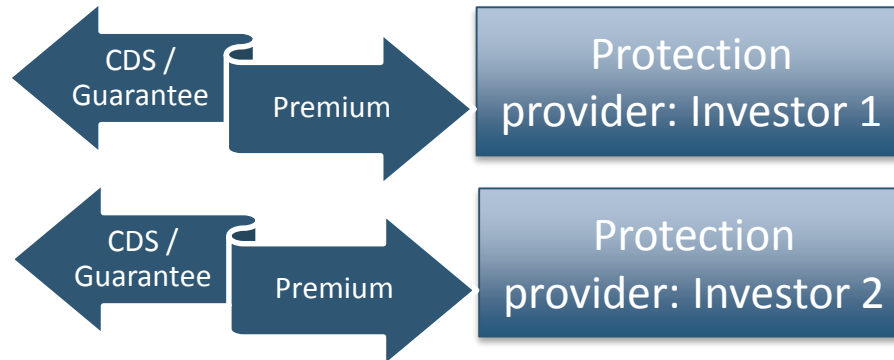 CDS /
Guarantee
Premium
Protection
provider: Investor 1
CDS /
Guarantee
Premium
Protection
provider: Investor 2